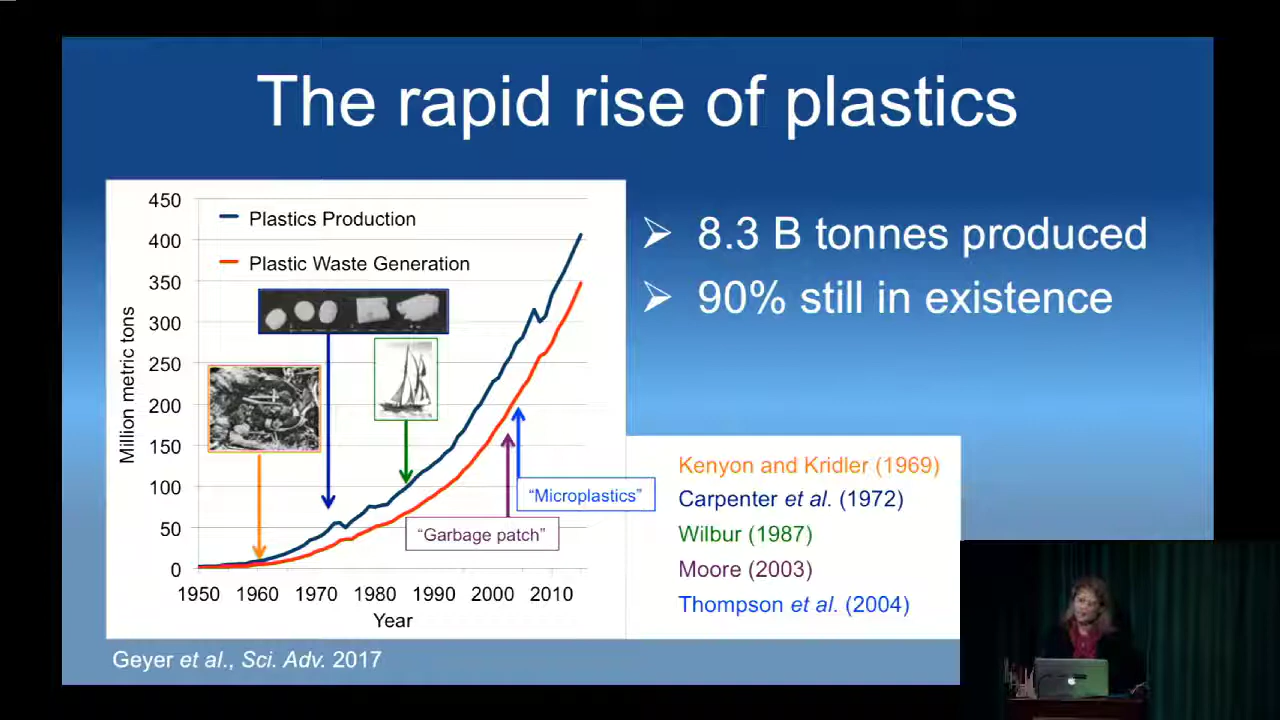 The rapid rise of plastics
450
400
350
300
250
200
150
100
50
0
Million metric tons
Plastics Production
Plastic Waste Generation
"Microplastics"
"Garbage patch"
1950 1960 1970 1980 1990 2000 2010
Year
Geyer et al., Sci. Adv. 2017
➢ 8.3 B tonnes produced
➢ 90% still in existence
Kenyon and Kridler (1969)
Carpenter et al. (1972)
Wilbur (1987)
Moore (2003)
Thompson et al. (2004)